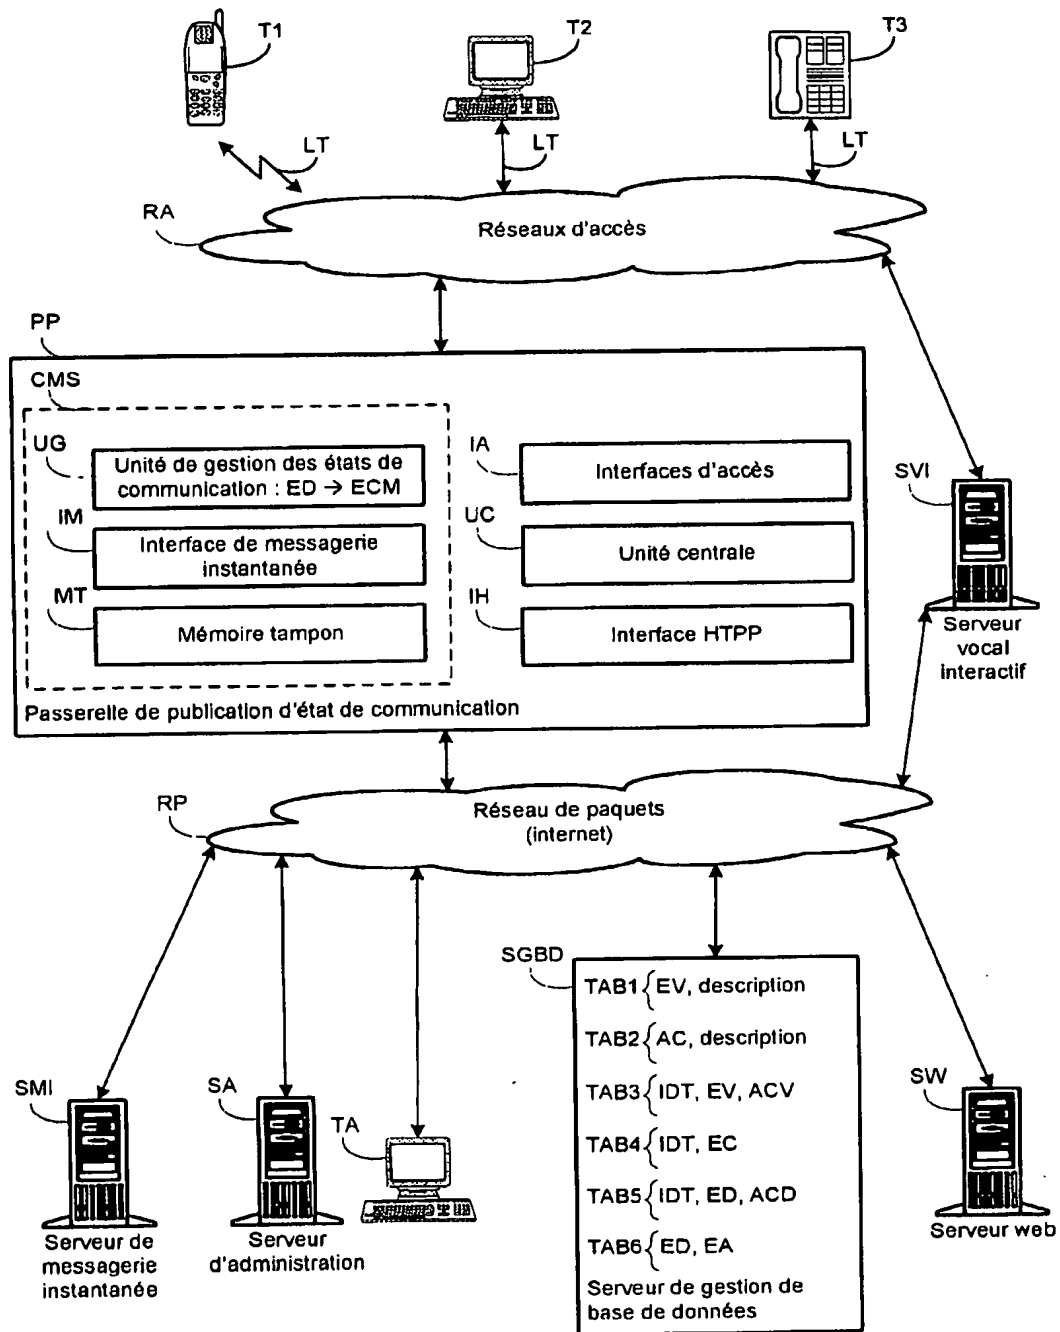 T1
T2
T3
LT
LT
LT
RA
Réseaux d'accès
PP
CMS
UG
Unité de gestion des états de
communication : ED → ECM
IM
Interface de messagerie
instantanée
MT
Mémoire tampon
IA
Interfaces d'accès
UC
Unité centrale
IH
Interface HTPP
Passerelle de publication d'état de communication
SVI
Serveur
vocal
interactif
RP
Réseau de paquets
(internet)
SGBD
TAB1{EV, description
TAB2{AC, description
TAB3{IDT, EV, ACV
TAB4{IDT, EC
TAB5{IDT, ED, ACD
TAB6{ED, EA
Serveur de gestion de
base de données
SMI
Serveur de
messagerie
instantanée
SA
Serveur
d'administration
TA
SW
Serveur web